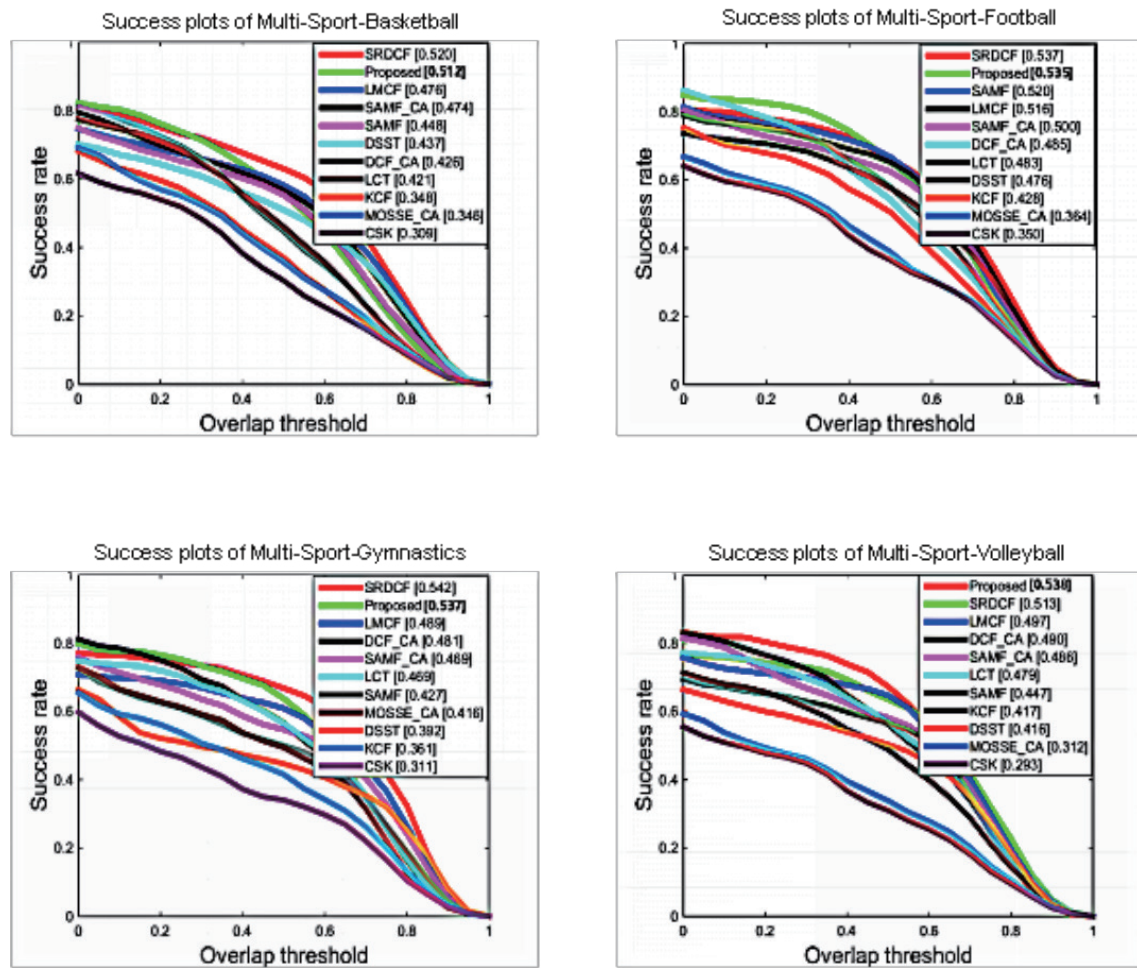 Success plots of Multi-Sport-Basketball
SRDCF [0.520]
Proposed [0.512]
LMCF [0.476]
SAMF_CA [0.474]
SAMF [0.448]
DSST [0.437]
DCF_CA [0.426]
LCT [0.421]
KCF [0.348]
MOSSE_CA [0.346]
CSK [0.309]
Success rate
1
0.8
0.6
0.4
0.2
0
0 0.2 0.4 0.6 0.8 1
Overlap threshold
Success plots of Multi-Sport-Football
SRDCF [0.537]
Proposed [0.535]
SAMF [0.520]
LMCF [0.516]
SAMF_CA [0.500]
DCF_CA [0.485]
LCT [0.483]
DSST [0.476]
KCF [0.428]
MOSSE_CA [0.364]
CSK [0.350]
Success rate
1
0.8
0.6
0.4
0.2
0
0 0.2 0.4 0.6 0.8 1
Overlap threshold
Success plots of Multi-Sport-Gymnastics
SRDCF [0.542]
Proposed [0.537]
LMCF [0.489]
DCF_CA [0.481]
SAMF_CA [0.469]
LCT [0.469]
SAMF [0.427]
MOSSE_CA [0.416]
DSST [0.392]
KCF [0.361]
CSK [0.311]
Success rate
1
0.8
0.6
0.4
0.2
0
0 0.2 0.4 0.6 0.8 1
Overlap threshold
Success plots of Multi-Sport-Volleyball
Proposed [0.538]
SRDCF [0.513]
LMCF [0.497]
DCF_CA [0.490]
SAMF_CA [0.486]
LCT [0.479]
SAMF [0.447]
KCF [0.417]
DSST [0.416]
MOSSE_CA [0.312]
CSK [0.293]
Success rate
1
0.8
0.6
0.4
0.2
0
0 0.2 0.4 0.6 0.8 1
Overlap threshold